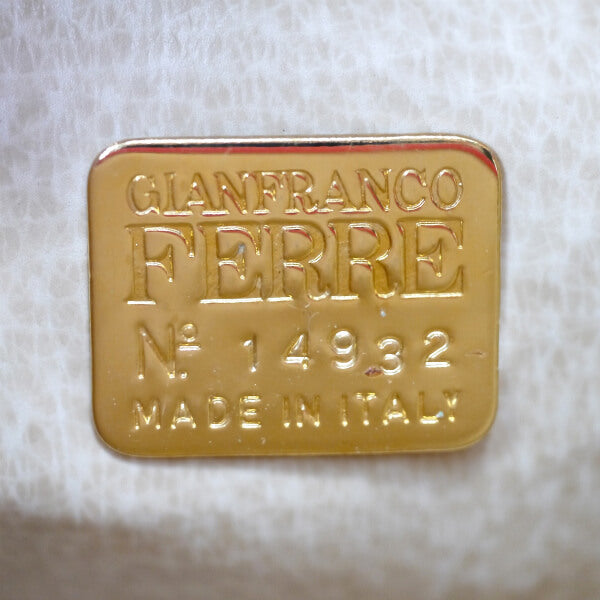 GIANFRANCO
FERRE
Nº. 14932
MADE IN ITALY